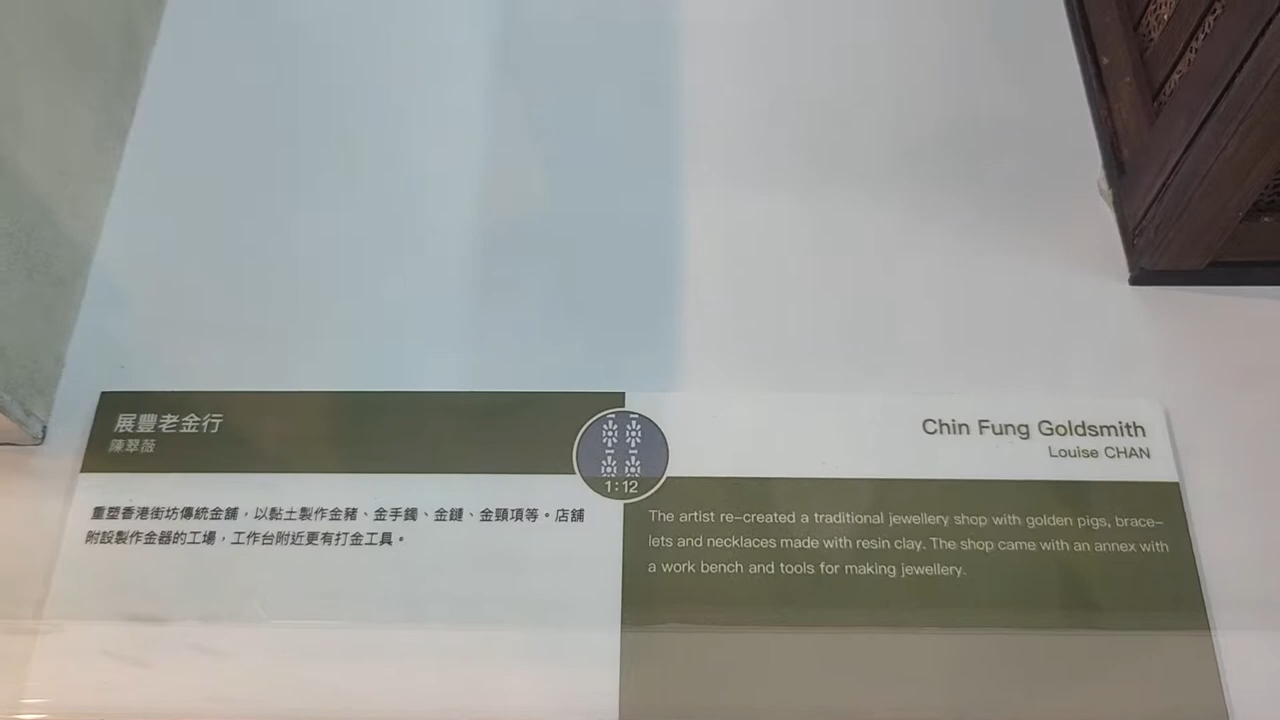 展豐老金行
陳翠薇
重塑香港街坊傳統金舖，以黏土製作金豬、金手鐲、金鏈、金頸項等。店舖
附設製作金器的工場，工作台附近更有打金工具。
1:12
Chin Fung Goldsmith
Louise CHAN
The artist re-created a traditional jewellery shop with golden pigs, brace-
lets and necklaces made with resin clay. The shop came with an annex with
a work bench and tools for making jewellery.